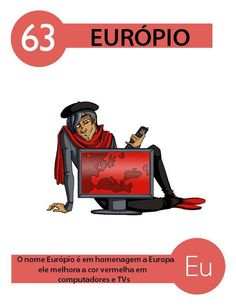 63 EURÓPIO
O nome Európio é em homenagem a Europa
ele melhora a cor vermelha em
computadores e TVs
Eu